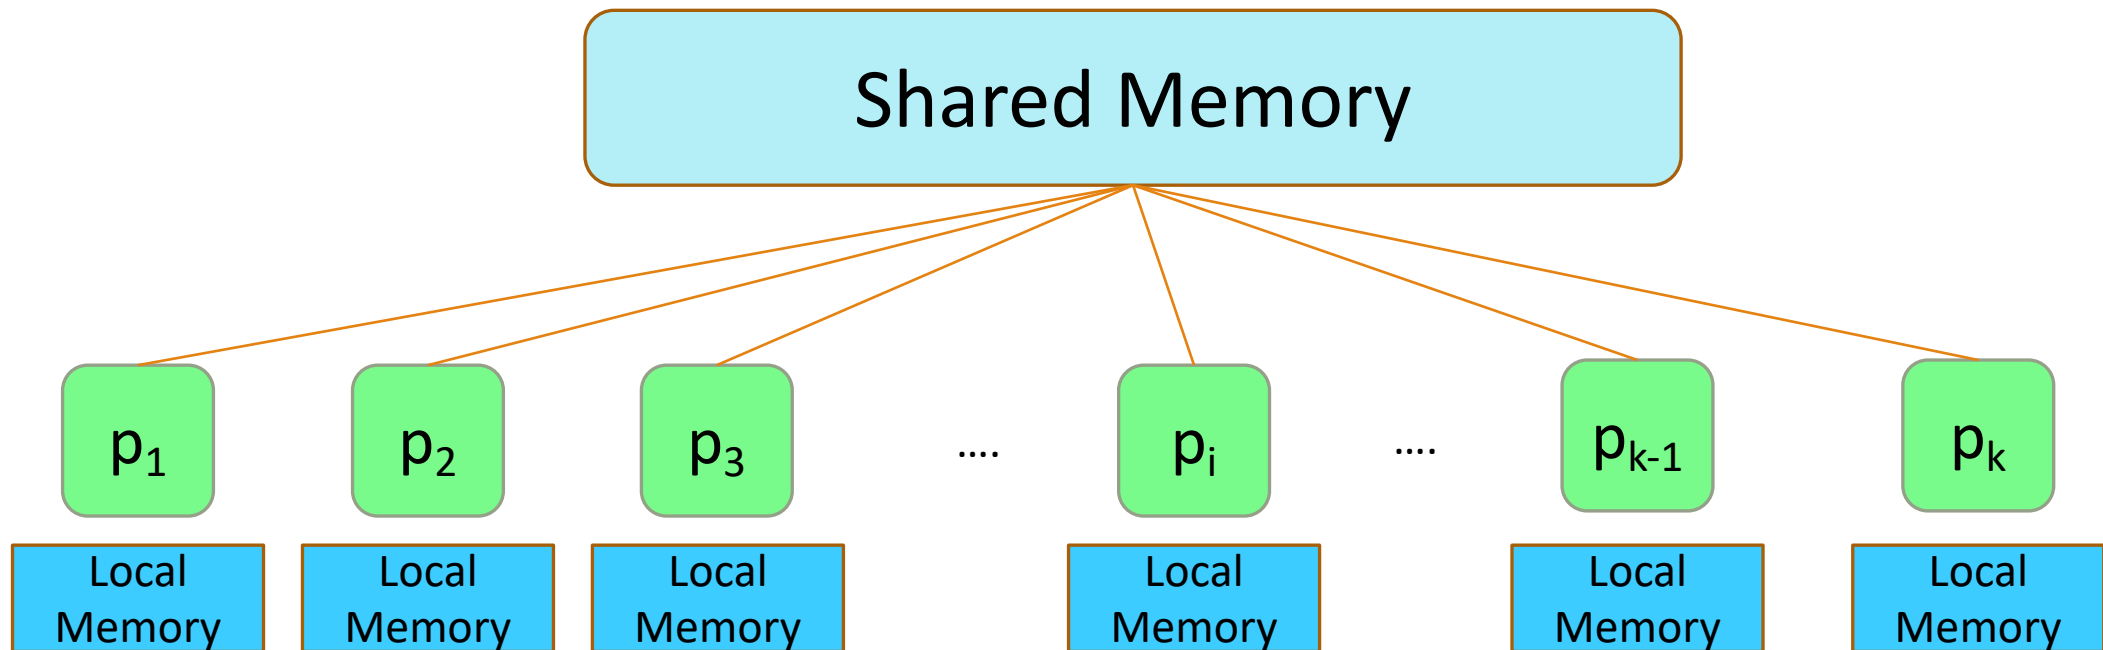 Shared Memory
p₁ p₂ p₃ .... pᵢ .... pₖ₋₁ pₖ
Local Local Local Local Local Local
Memory Memory Memory Memory Memory Memory